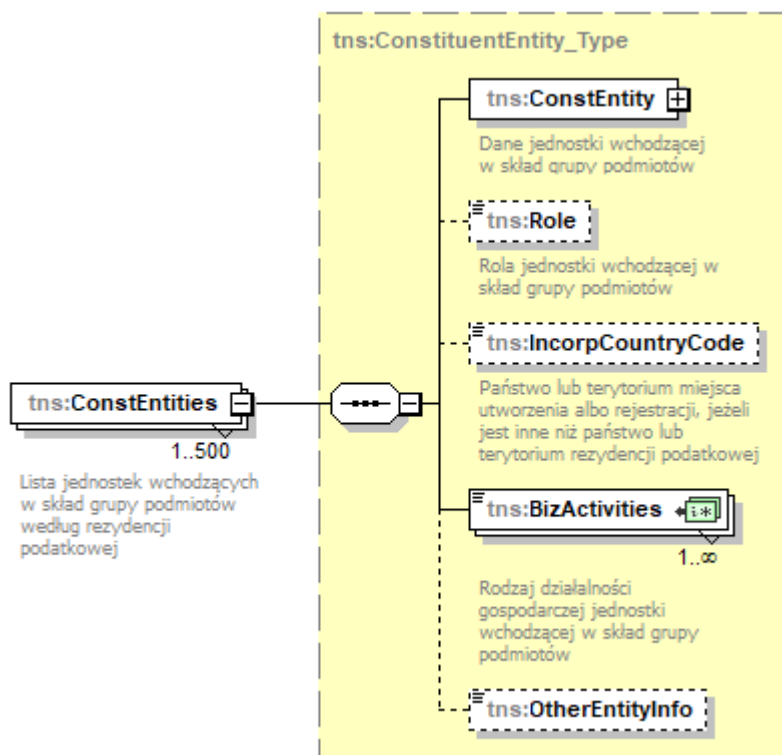 tns:ConstituentEntity_Type
tns:ConstEntity
Dane jednostki wchodzącej
w skład grupy podmiotów
tns:Role
Rola jednostki wchodzącej w
skład grupy podmiotów
tns:IncorpCountryCode
Państwo lub terytorium miejsca
utworzenia albo rejestracji, jeżeli
jest inne niż państwo lub
terytorium rezydencji podatkowej
tns:ConstEntities
1..500
Lista jednostek wchodzących
w skład grupy podmiotów
według rezydencji
podatkowej
tns:BizActivities
i*
1..∞
Rodzaj działalności
gospodarczej jednostki
wchodzącej w skład grupy
podmiotów
tns:OtherEntityInfo